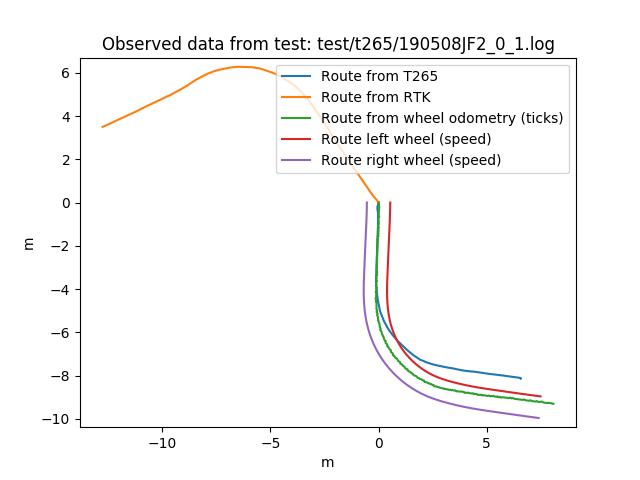 Observed data from test: test/t265/190508JF2_0_1.log
Route from T265
Route from RTK
Route from wheel odometry (ticks)
Route left wheel (speed)
Route right wheel (speed)
m
6
4
2
0
−2
−4
−6
−8
−10
−10
−5
0
5
m